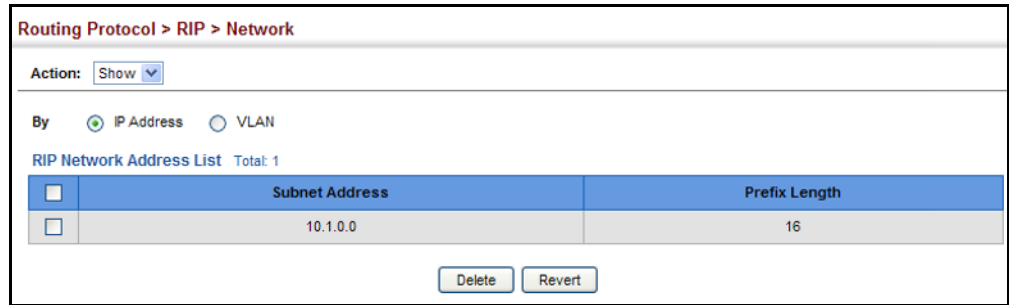 Routing Protocol > RIP > Network
Action: Show
By IP Address VLAN
RIP Network Address List Total: 1
Subnet Address Prefix Length
10.1.0.0 16
Delete Revert